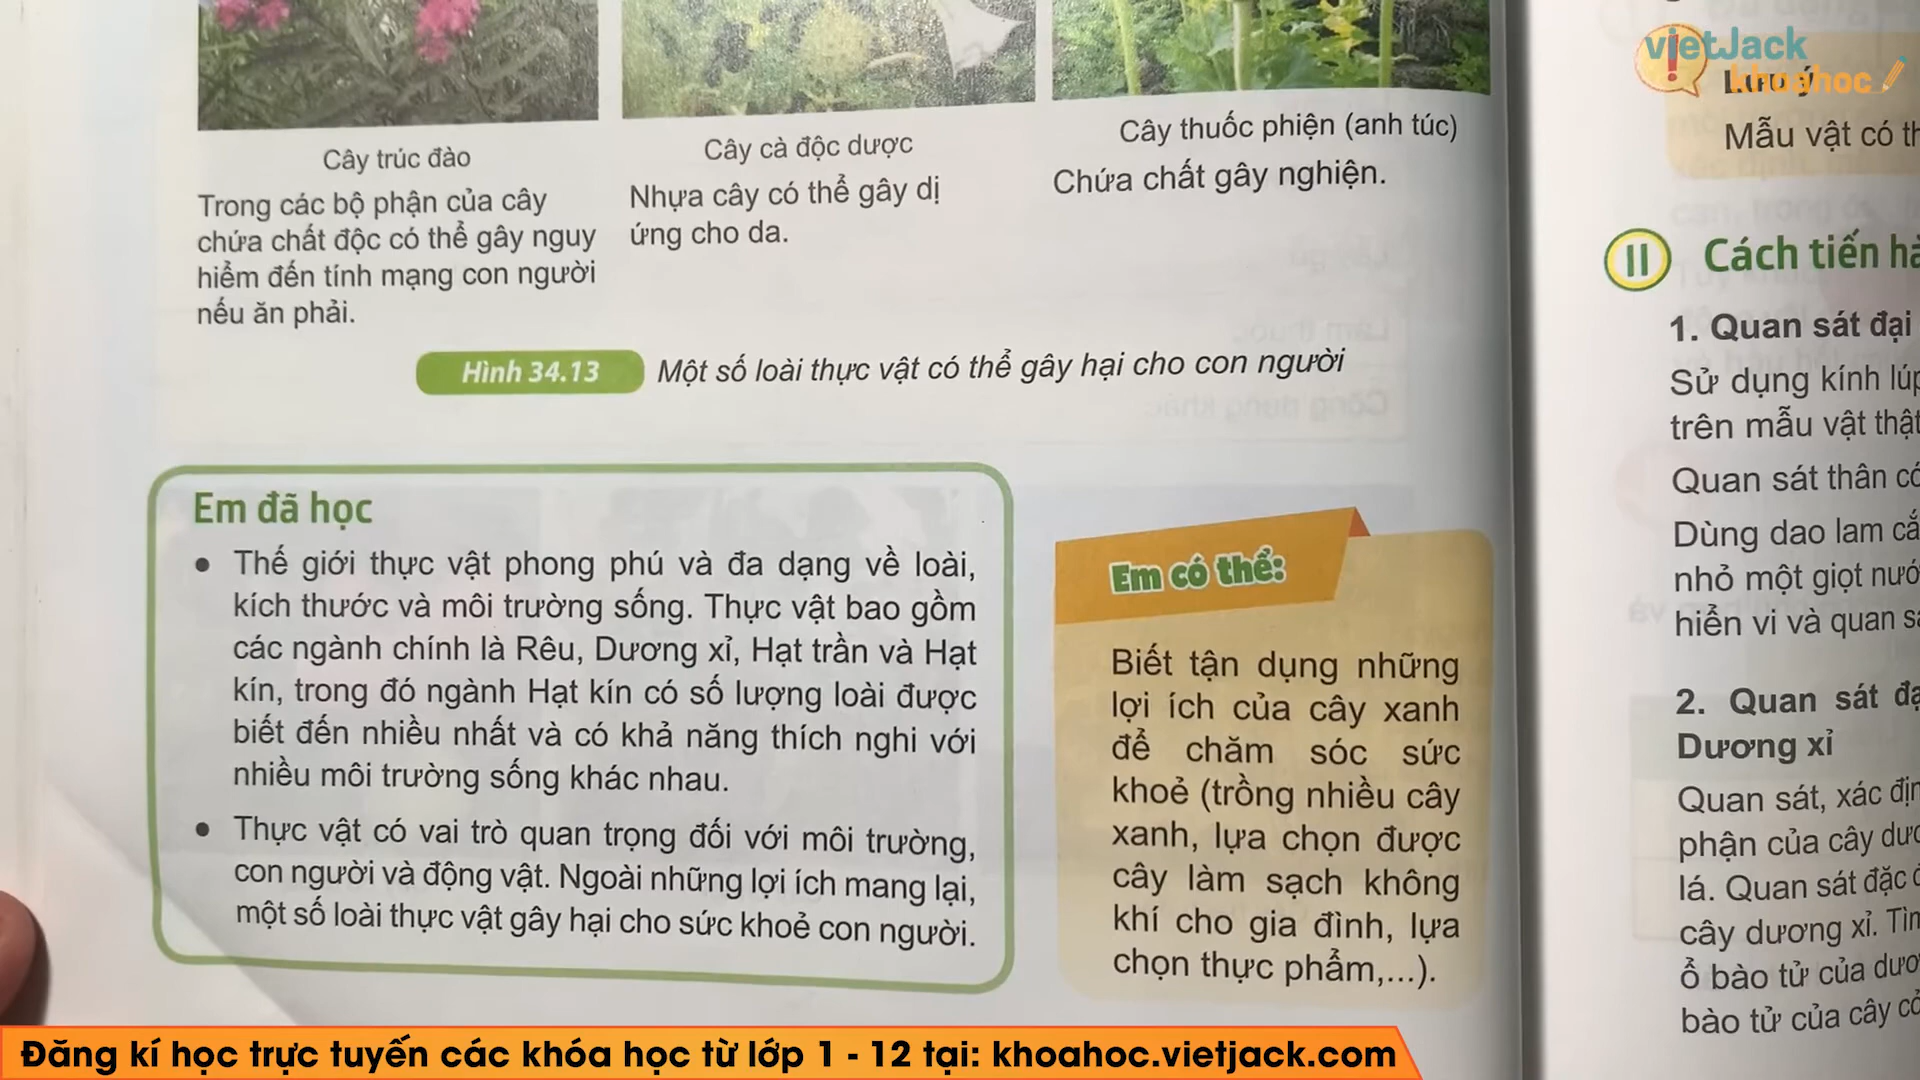 vietJack
khoahoc
Cây trúc đào
Trong các bộ phận của cây
chứa chất độc có thể gây nguy
hiểm đến tính mạng con người
nếu ăn phải.
Cây cà độc dược
Nhựa cây có thể gây dị
ứng cho da.
Cây thuốc phiện (anh túc)
Chứa chất gây nghiện.
Hình 34.13 Một số loài thực vật có thể gây hại cho con người
Em đã học
• Thế giới thực vật phong phú và đa dạng về loài,
kích thước và môi trường sống. Thực vật bao gồm
các ngành chính là Rêu, Dương xỉ, Hạt trần và Hạt
kín, trong đó ngành Hạt kín có số lượng loài được
biết đến nhiều nhất và có khả năng thích nghi với
nhiều môi trường sống khác nhau.
• Thực vật có vai trò quan trọng đối với môi trường,
con người và động vật. Ngoài những lợi ích mang lại,
một số loài thực vật gây hại cho sức khoẻ con người.
Em có thể:
Biết tận dụng những
lợi ích của cây xanh
để chăm sóc sức
khoẻ (trồng nhiều cây
xanh, lựa chọn được
cây làm sạch không
khí cho gia đình, lựa
chọn thực phẩm,...).
Lưu ý
Mẫu vật có
II Cách tiến
1. Quan sát đại
Sử dụng kính
trên mẫu vật thật
Quan sát thân
Dùng dao lam
nhỏ một giọt
hiển vi và quan
2. Quan sát
Dương xỉ
Quan sát, xác
phận của cây
lá. Quan sát đặc
cây dương xỉ.
ổ bào tử của
bào tử của cây
Đăng kí học trực tuyến các khóa học từ lớp 1 - 12 tại: khoahoc.vietjack.com